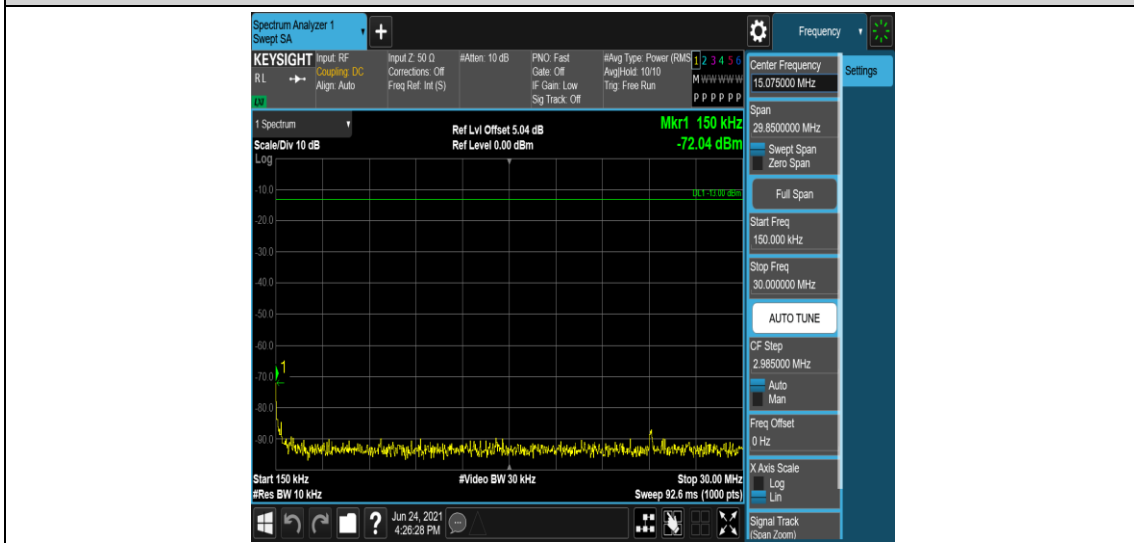 Spectrum Analyzer 1
Swept SA
+
Frequency
KEYSIGHT
RL
LXI
Input: RF
Coupling: DC
Align: Auto
Input Z: 50 Ω
Corrections: Off
Freq Ref: Int (S)
#Atten: 10 dB
PNO: Fast
Gate: Off
IF Gain: Low
Sig Track: Off
#Avg Type: Power (RMS
Avg|Hold: 10/10
Trig: Free Run
1 2 3 4 5 6
M W W W W W
P P P P P P
1 Spectrum
Scale/Div 10 dB
Log
Ref Lvl Offset 5.04 dB
Ref Level 0.00 dBm
Mkr1 150 kHz
-72.04 dBm
DL1 -13.00 dBm
-10.0
-20.0
-30.0
-40.0
-50.0
-60.0
-70.0
-80.0
-90.0
1
Start 150 kHz
#Res BW 10 kHz
#Video BW 30 kHz
Stop 30.00 MHz
Sweep 92.6 ms (1000 pts)
Center Frequency
15.075000 MHz
Settings
Span
29.8500000 MHz
Swept Span
Zero Span
Full Span
Start Freq
150.000 kHz
Stop Freq
30.000000 MHz
AUTO TUNE
CF Step
2.985000 MHz
Auto
Man
Freq Offset
0 Hz
X Axis Scale
Log
Lin
Signal Track
(Span Zoom)
?
Jun 24, 2021
4:26:28 PM